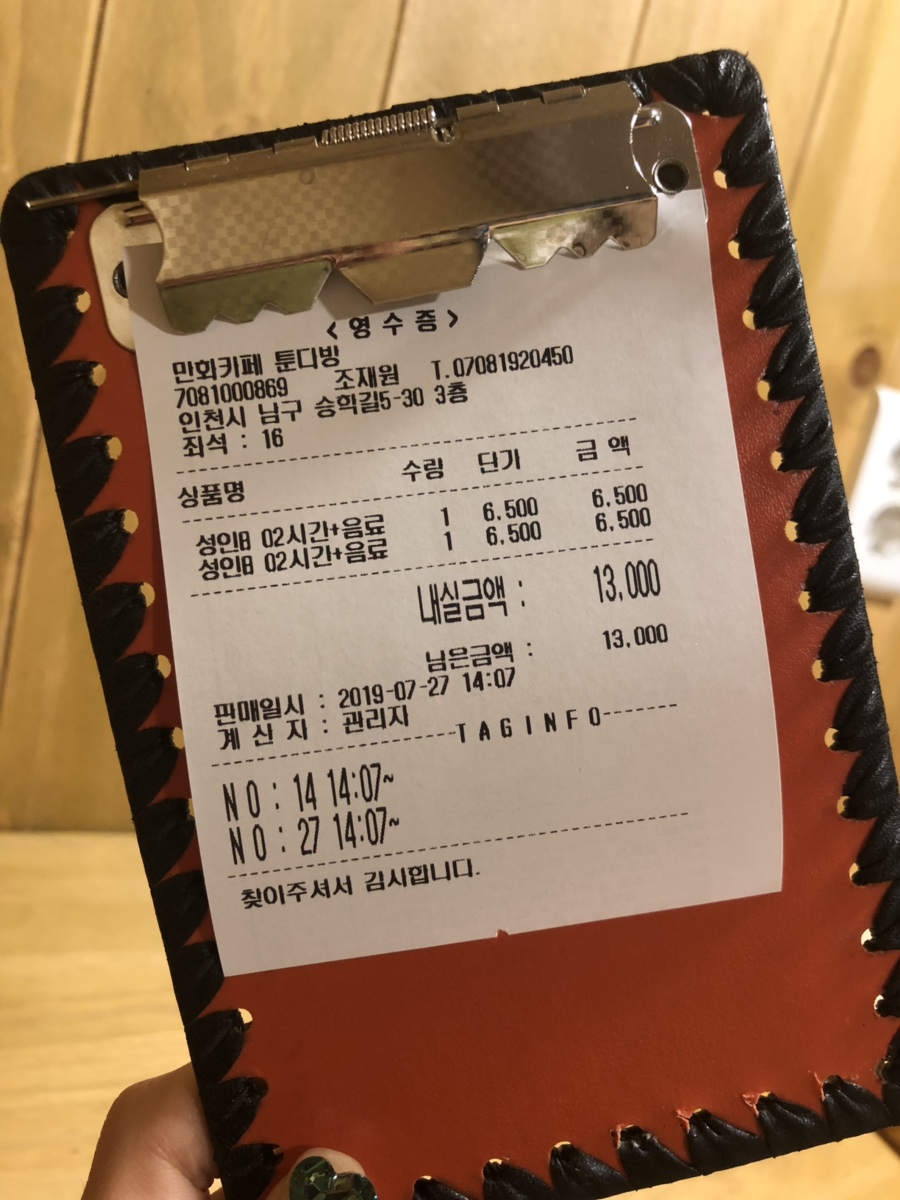 < 영 수 증 >
만화카페 툰다방
7081000869 조재원 T.07081920450
인천시 남구 승학길5-30 3층
좌석 : 16
상품명 수량 단가 금 액
성인B 02시간+음료 1 6,500 6,500
성인B 02시간+음료 1 6,500 6,500
내실금액 : 13,000
남은금액 : 13,000
판매일시 : 2019-07-27 14:07
계 산 자 : 관리자
TAGINFO
NO : 14 14:07~
NO : 27 14:07~
찾아주셔서 감사합니다.